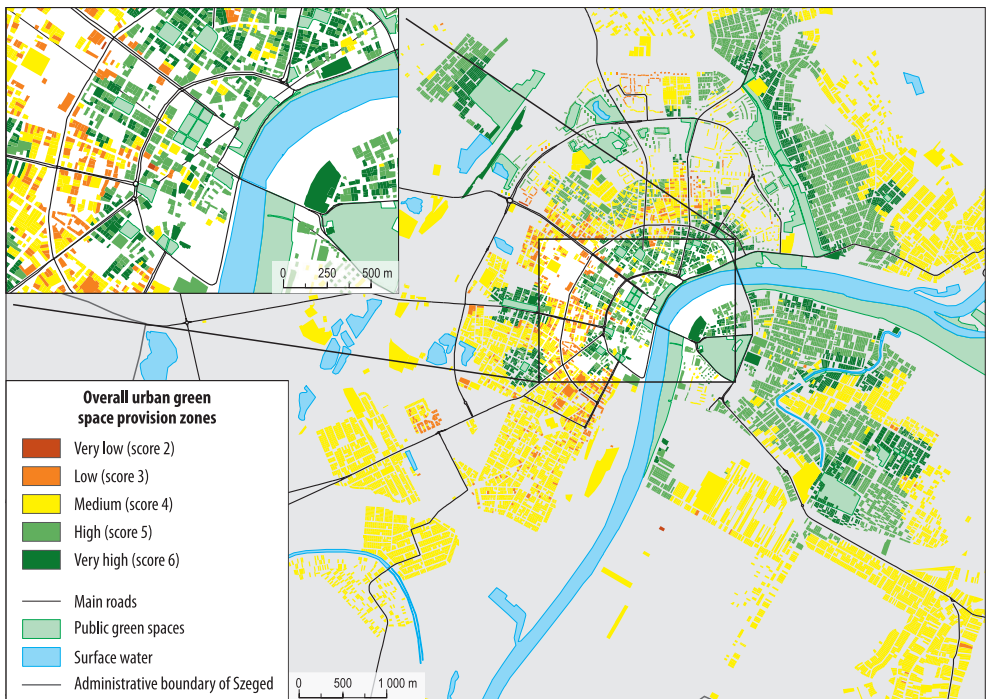 0 250 500 m
Overall urban green
space provision zones
Very low (score 2)
Low (score 3)
Medium (score 4)
High (score 5)
Very high (score 6)
Main roads
Public green spaces
Surface water
Administrative boundary of Szeged
0 500 1 000 m